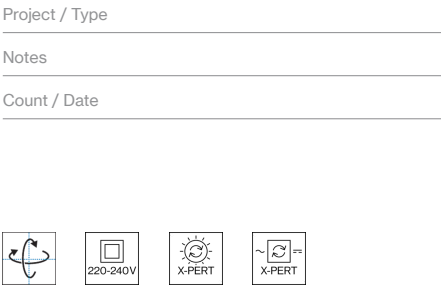 Project / Type
Notes
Count / Date
220-240V
X-PERT
X-PERT